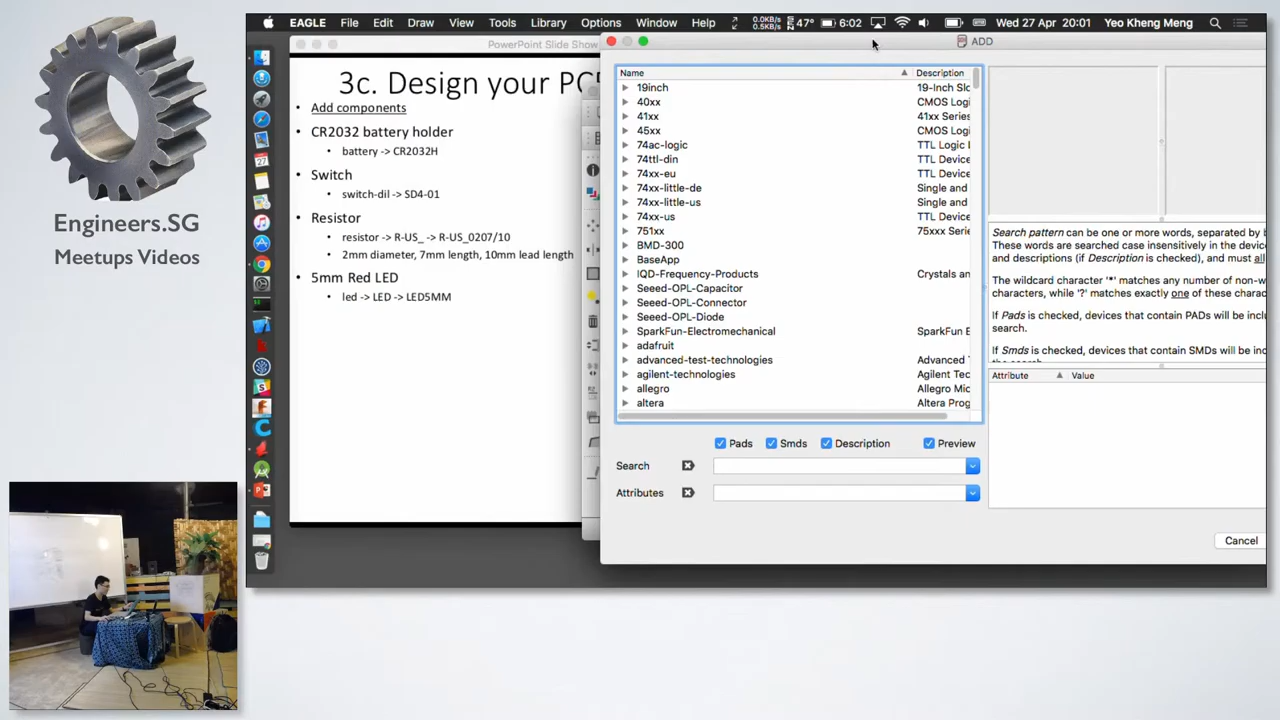 EAGLE File Edit Draw View Tools Library Options Window Help 0.0KB/s 0.5KB/s 47° 6:02 Wed 27 Apr 20:01 Yeo Kheng Meng
PowerPoint Slide Show
ADD
3c. Design your PC
• Add components
• CR2032 battery holder
• battery -> CR2032H
• Switch
• switch-dil -> SD4-01
• Resistor
• resistor -> R-US_ -> R-US_0207/10
• 2mm diameter, 7mm length, 10mm lead length
• 5mm Red LED
• led -> LED -> LED5MM
Name Description
19inch 19-Inch Slo
40xx CMOS Logi
41xx 41xx Series
45xx CMOS Logi
74ac-logic TTL Logic
74ttl-din TTL Device
74xx-eu TTL Device
74xx-little-de Single and
74xx-little-us Single and
74xx-us TTL Device
751xx 75xxx Serie
BMD-300
BaseApp
IQD-Frequency-Products Crystals an
Seeed-OPL-Capacitor
Seeed-OPL-Connector
Seeed-OPL-Diode
SparkFun-Electromechanical SparkFun E
adafruit
advanced-test-technologies Advanced
agilent-technologies Agilent Tec
allegro Allegro Mic
altera Altera Prog
Pads Smds Description Preview
Search
Attributes
Search pattern can be one or more words, separated by b
These words are searched case insensitively in the devic
and descriptions (if Description is checked), and must all
The wildcard character '*' matches any number of non-w
characters, while '?' matches exactly one of these charac
If Pads is checked, devices that contain PADs will be inclu
search.
If Smds is checked, devices that contain SMDs will be inc
Attribute Value
Cancel
Engineers.SG
Meetups Videos